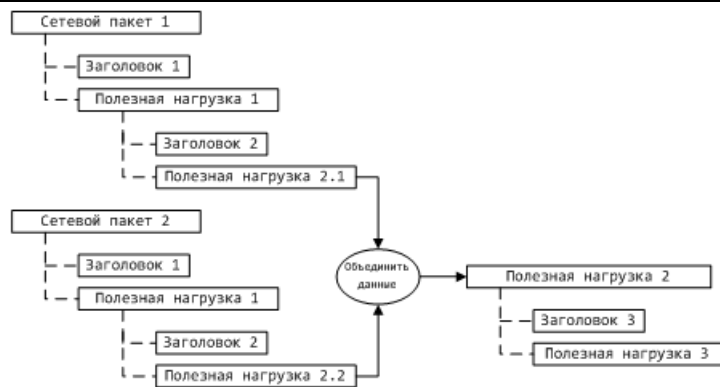 Сетевой пакет 1
Заголовок 1
Полезная нагрузка 1
Заголовок 2
Полезная нагрузка 2.1
Сетевой пакет 2
Заголовок 1
Полезная нагрузка 1
Заголовок 2
Полезная нагрузка 2.2
Объединить
данные
Полезная нагрузка 2
Заголовок 3
Полезная нагрузка 3